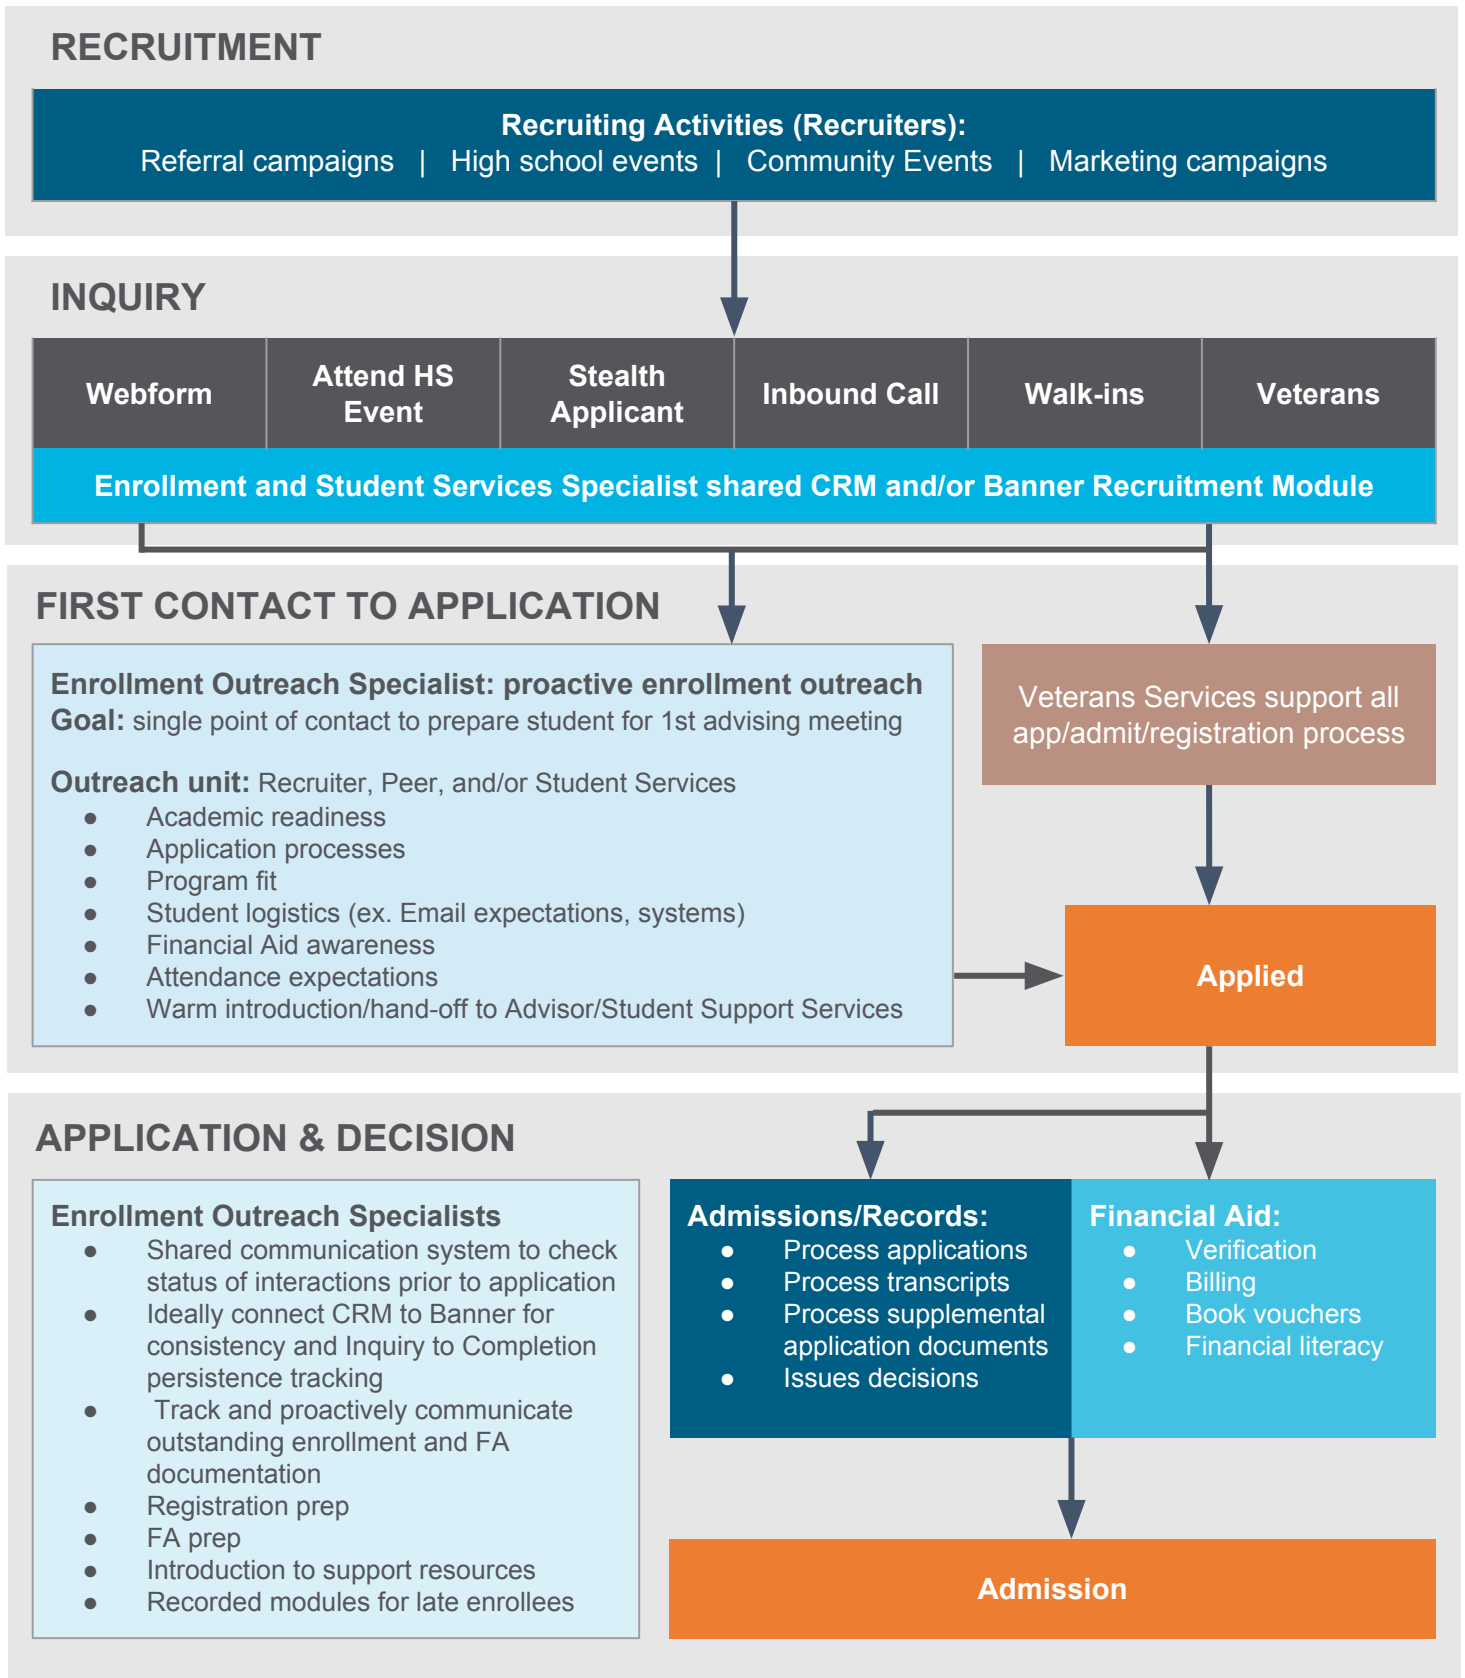 RECRUITMENT
Recruiting Activities (Recruiters):
Referral campaigns | High school events | Community Events | Marketing campaigns
INQUIRY
Webform
Attend HS
Event
Stealth
Applicant
Inbound Call
Walk-ins
Veterans
Enrollment and Student Services Specialist shared CRM and/or Banner Recruitment Module
FIRST CONTACT TO APPLICATION
Enrollment Outreach Specialist: proactive enrollment outreach
Goal: single point of contact to prepare student for 1st advising meeting
Outreach unit: Recruiter, Peer, and/or Student Services
● Academic readiness
● Application processes
● Program fit
● Student logistics (ex. Email expectations, systems)
● Financial Aid awareness
● Attendance expectations
● Warm introduction/hand-off to Advisor/Student Support Services
Veterans Services support all
app/admit/registration process
Applied
APPLICATION & DECISION
Enrollment Outreach Specialists
● Shared communication system to check
status of interactions prior to application
● Ideally connect CRM to Banner for
consistency and Inquiry to Completion
persistence tracking
● Track and proactively communicate
outstanding enrollment and FA
documentation
● Registration prep
● FA prep
● Introduction to support resources
● Recorded modules for late enrollees
Admissions/Records:
● Process applications
● Process transcripts
● Process supplemental
application documents
● Issues decisions
Financial Aid:
● Verification
● Billing
● Book vouchers
● Financial literacy
Admission